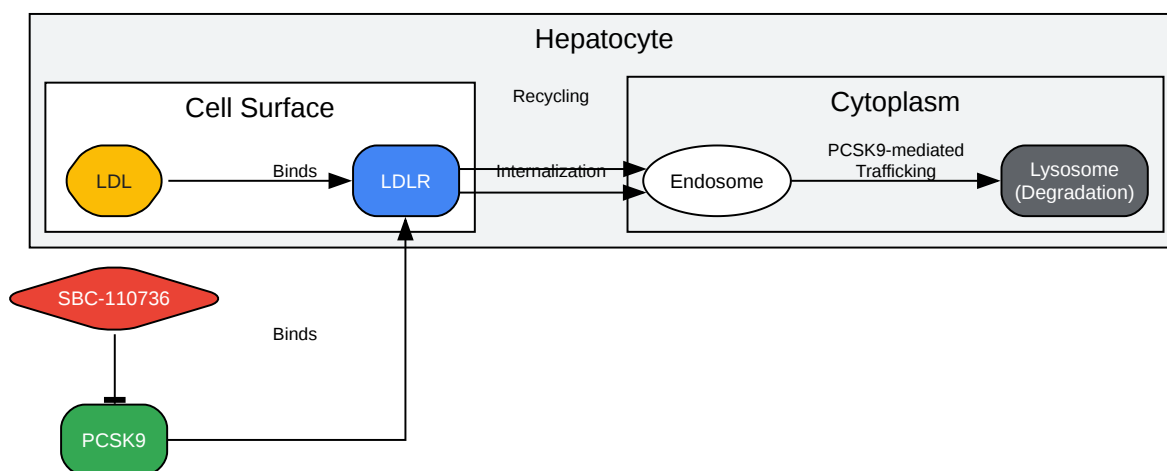 Hepatocyte
Cell Surface
Recycling
Cytoplasm
LDL
Binds
LDLR
Internalization
Endosome
PCSK9-mediated
Trafficking
Lysosome
(Degradation)
SBC-110736
Binds
PCSK9